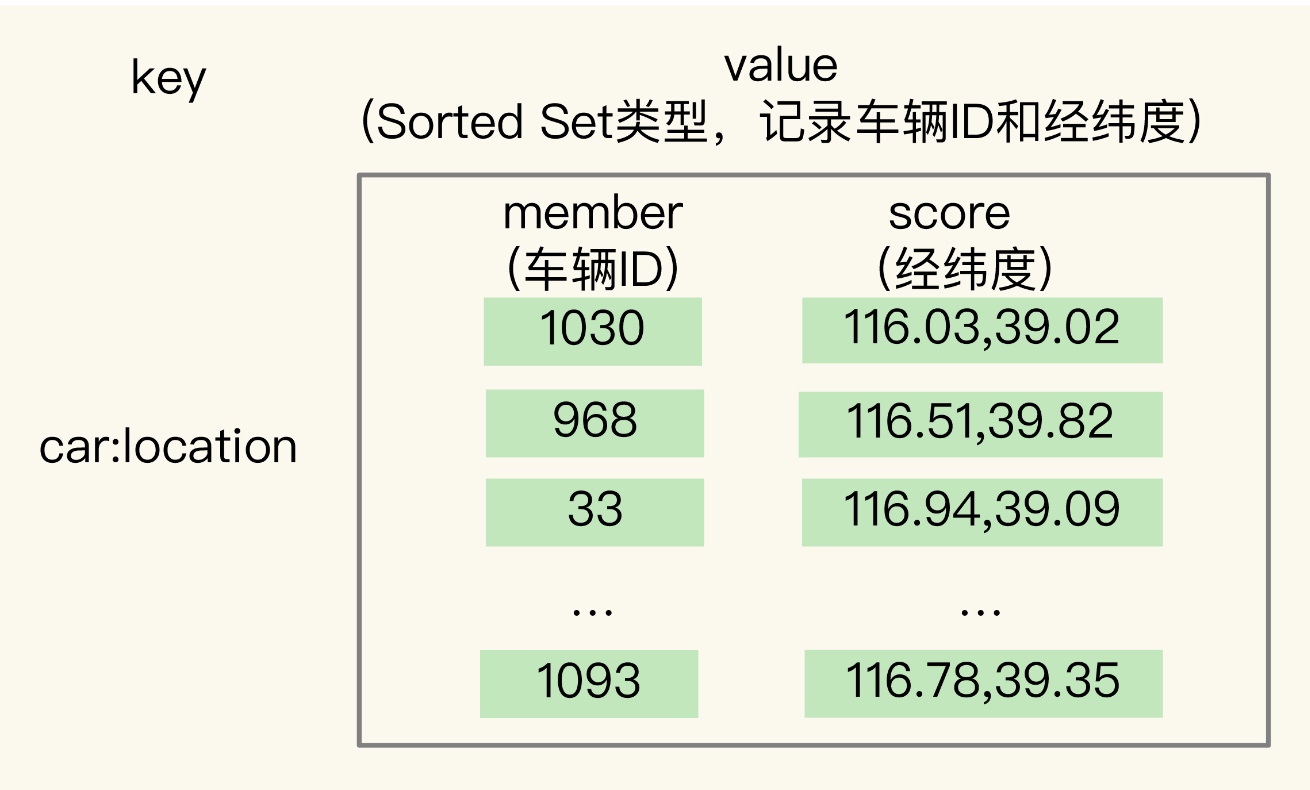 key
value
(Sorted Set类型，记录车辆ID和经纬度)
member
(车辆ID)
score
(经纬度)
1030
116.03,39.02
968
116.51,39.82
car:location
33
116.94,39.09
...
...
1093
116.78,39.35